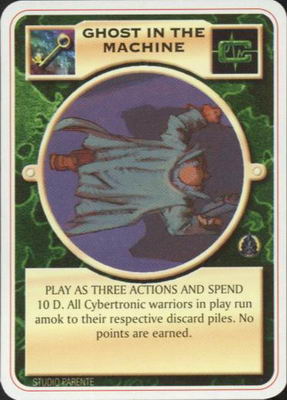 GHOST IN THE
MACHINE
PLAY AS THREE ACTIONS AND SPEND
10 D. All Cybertronic warriors in play run
amok to their respective discard piles. No
points are earned.
STUDIO PARENTE